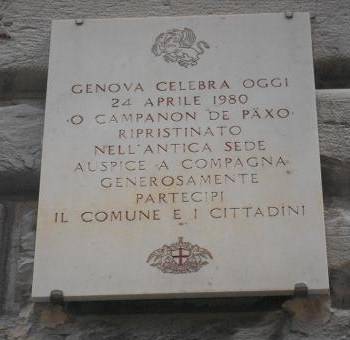 GENOVA CELEBRA OGGI
24 APRILE 1980
·O CAMPANON DE PÄXO·
RIPRISTINATO
NELL'ANTICA SEDE
AUSPICE ·A COMPAGNA·
GENEROSAMENTE
PARTECIPI
IL COMUNE E I CITTADINI